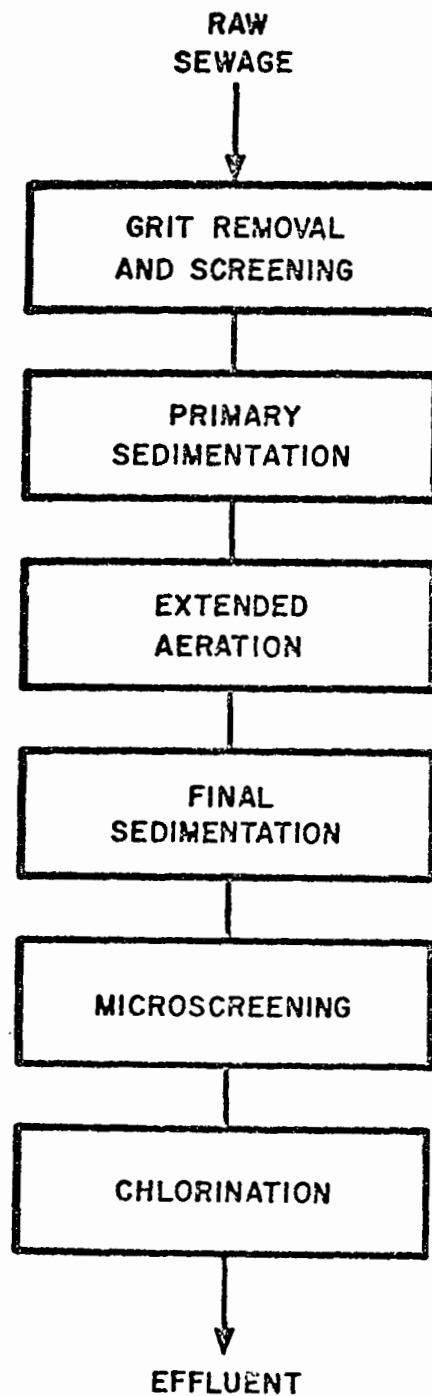 RAW
SEWAGE
GRIT REMOVAL
AND SCREENING
PRIMARY
SEDIMENTATION
EXTENDED
AERATION
FINAL
SEDIMENTATION
MICROSCREENING
CHLORINATION
EFFLUENT